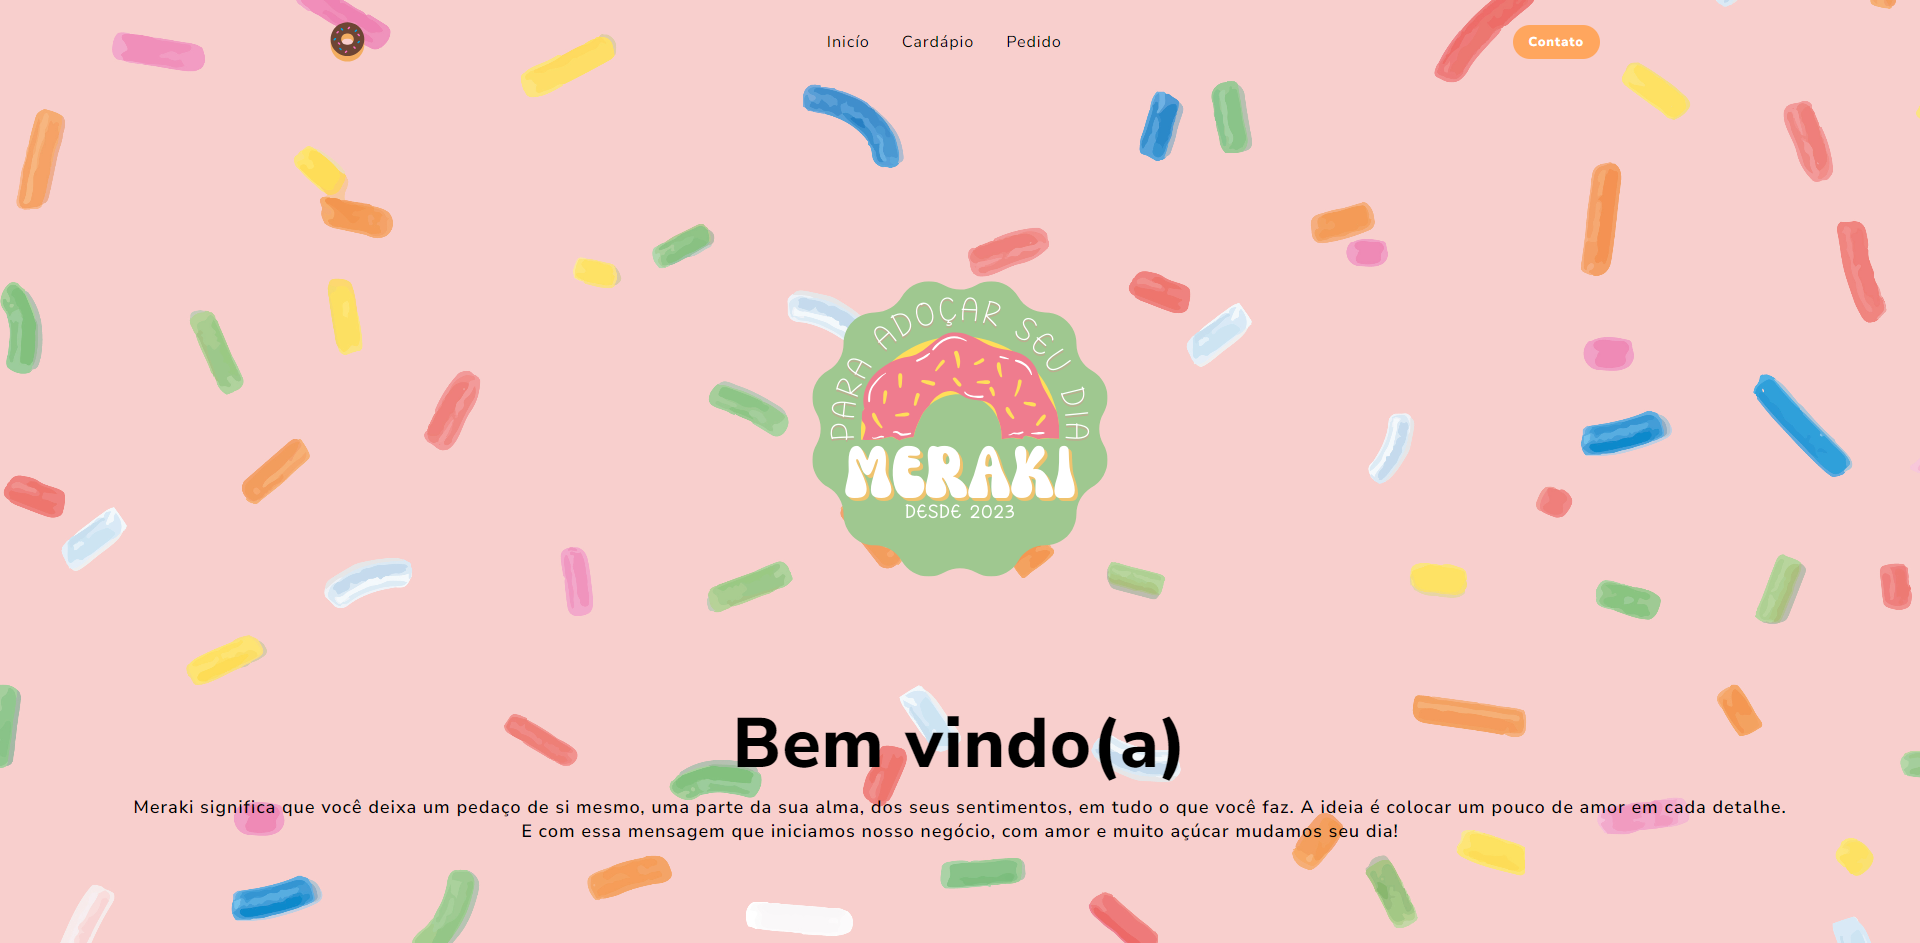 Inicío
Cardápio
Pedido
Contato
PARA ADOÇAR SEU DIA
MERAKI
DESDE 2023
Bem vindo(a)
Meraki significa que você deixa um pedaço de si mesmo, uma parte da sua alma, dos seus sentimentos, em tudo o que você faz. A ideia é colocar um pouco de amor em cada detalhe.
E com essa mensagem que iniciamos nosso negócio, com amor e muito açúcar mudamos seu dia!